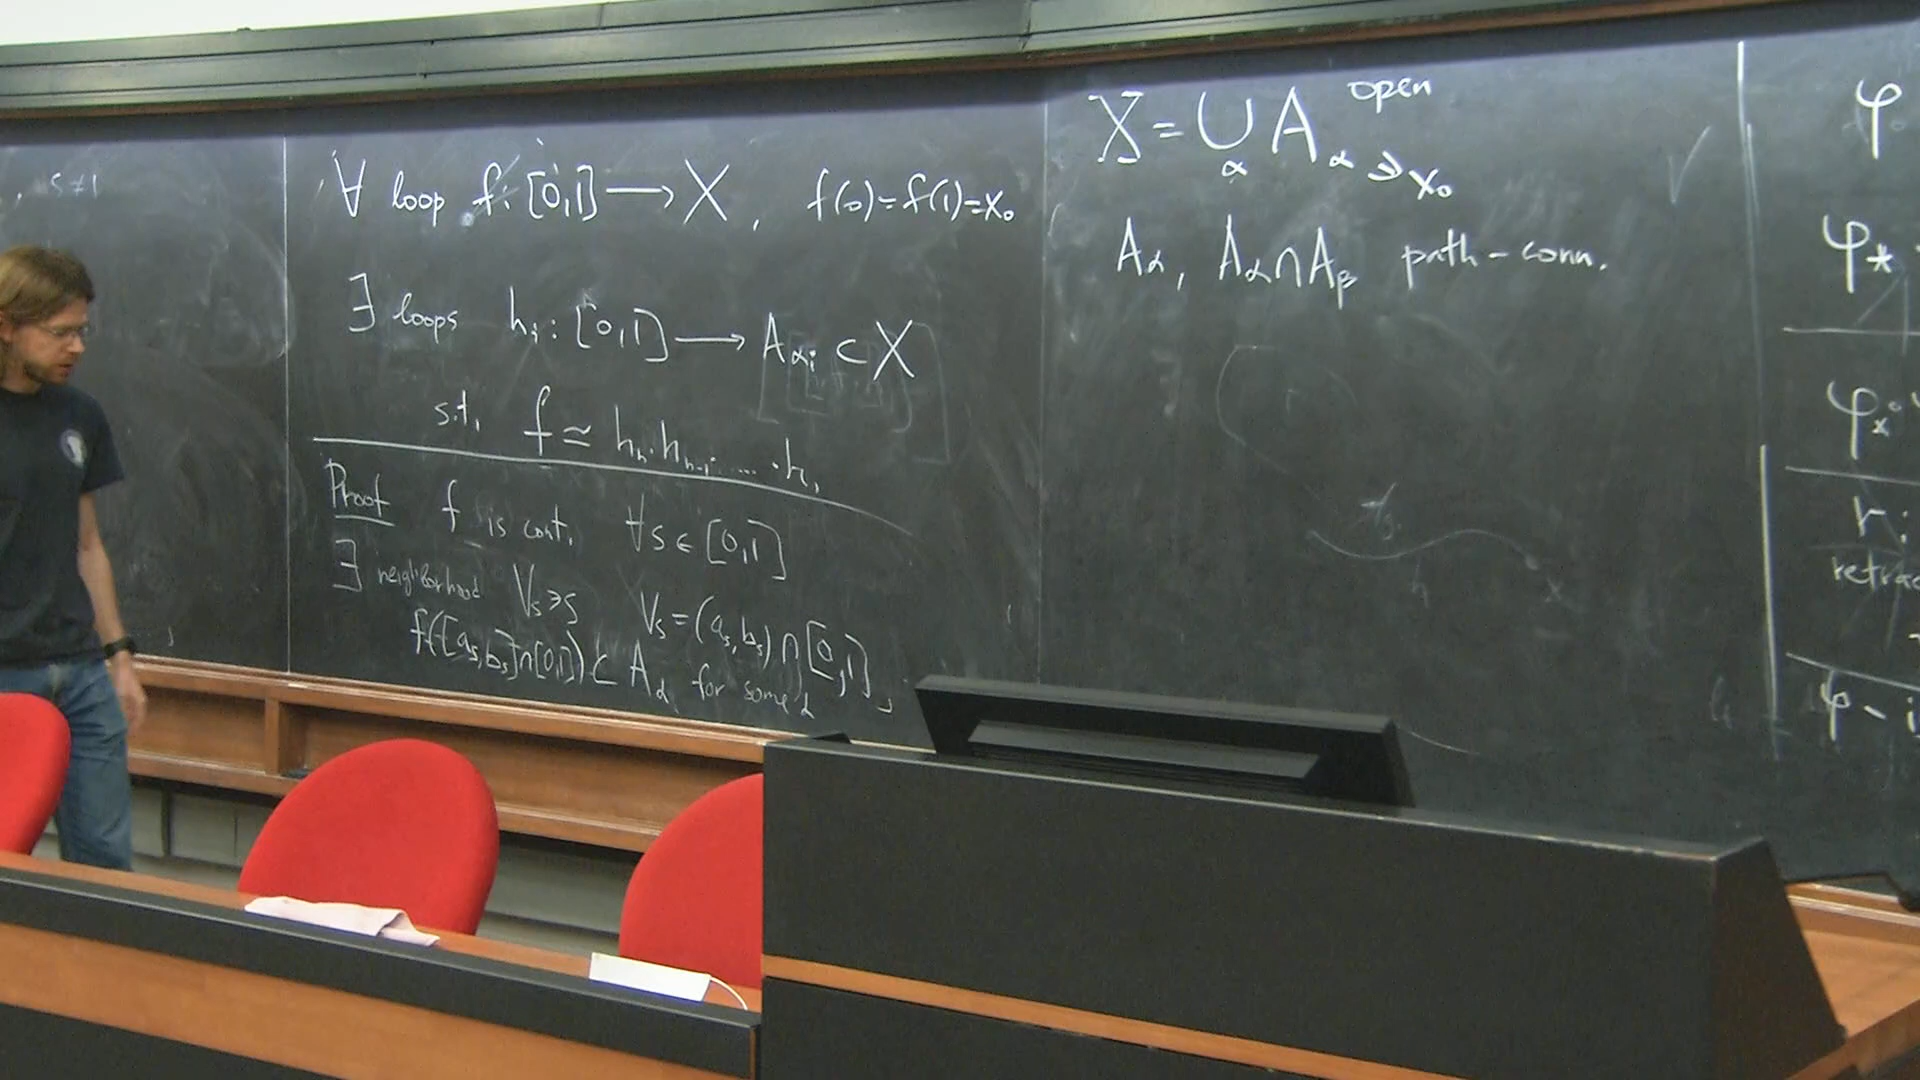 , s≠1
∀ loop f: [0,1] → X, f(0)=f(1)=x₀
∃ loops hᵢ: [0,1] → A_αᵢ ⊂ X
s.t. f ≃ hₙ·hₙ₋₁· .... ·h₁
Proof f is cont. ∀s ∈ [0,1]
∃ neighborhood Vₛ∋s Vₛ=(aₛ,bₛ)∩[0,1],
f([aₛ,bₛ]∩[0,1]) ⊂ A_α for some α
X = ∪_α A_α open ∋ x₀
A_α, A_α∩A_β path-conn.
φ
φ_*
r:
φ - i